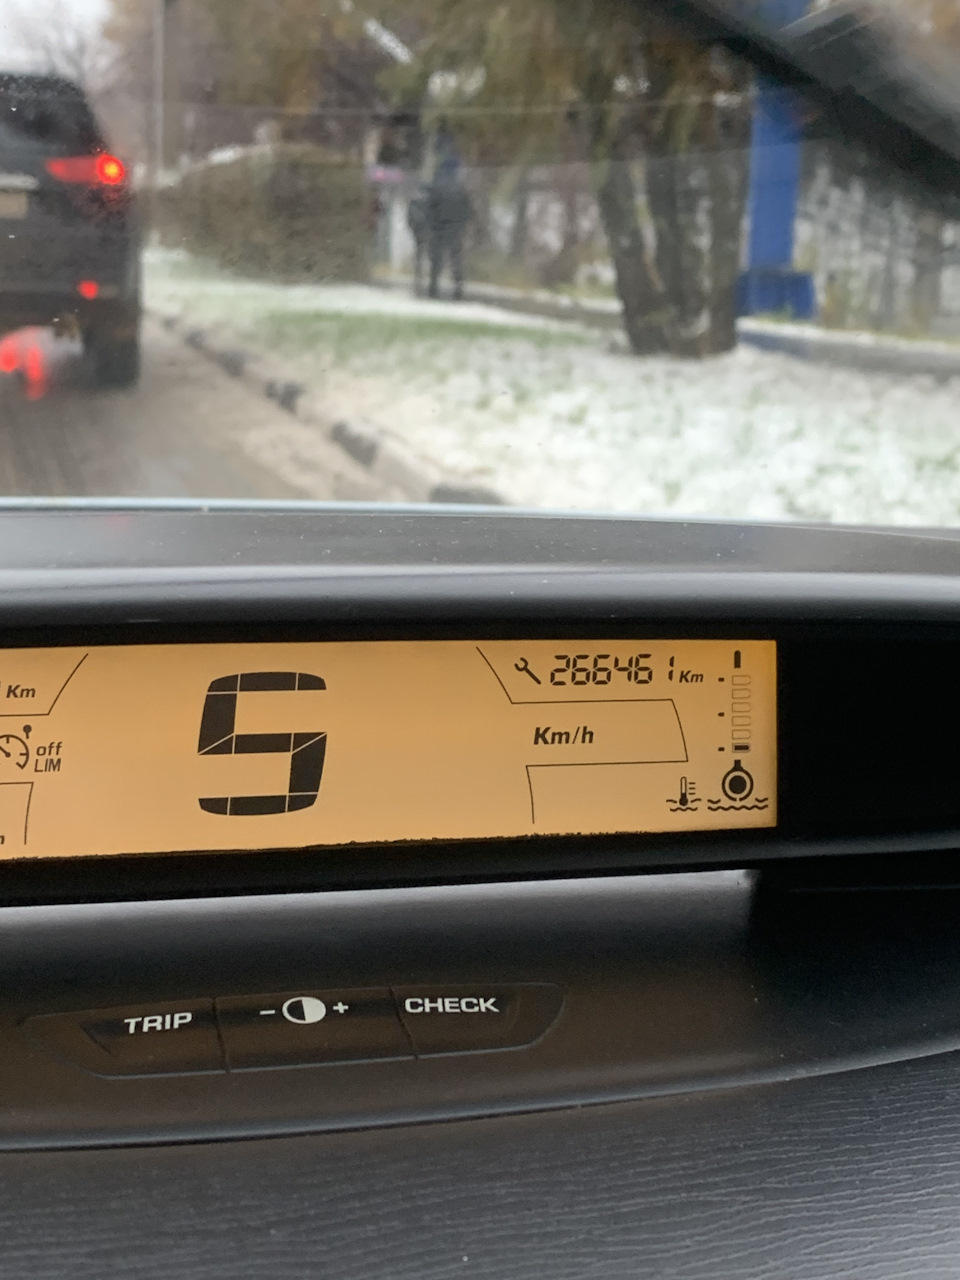 Km
266461 Km
5
Km/h
off
LIM
TRIP - + CHECK